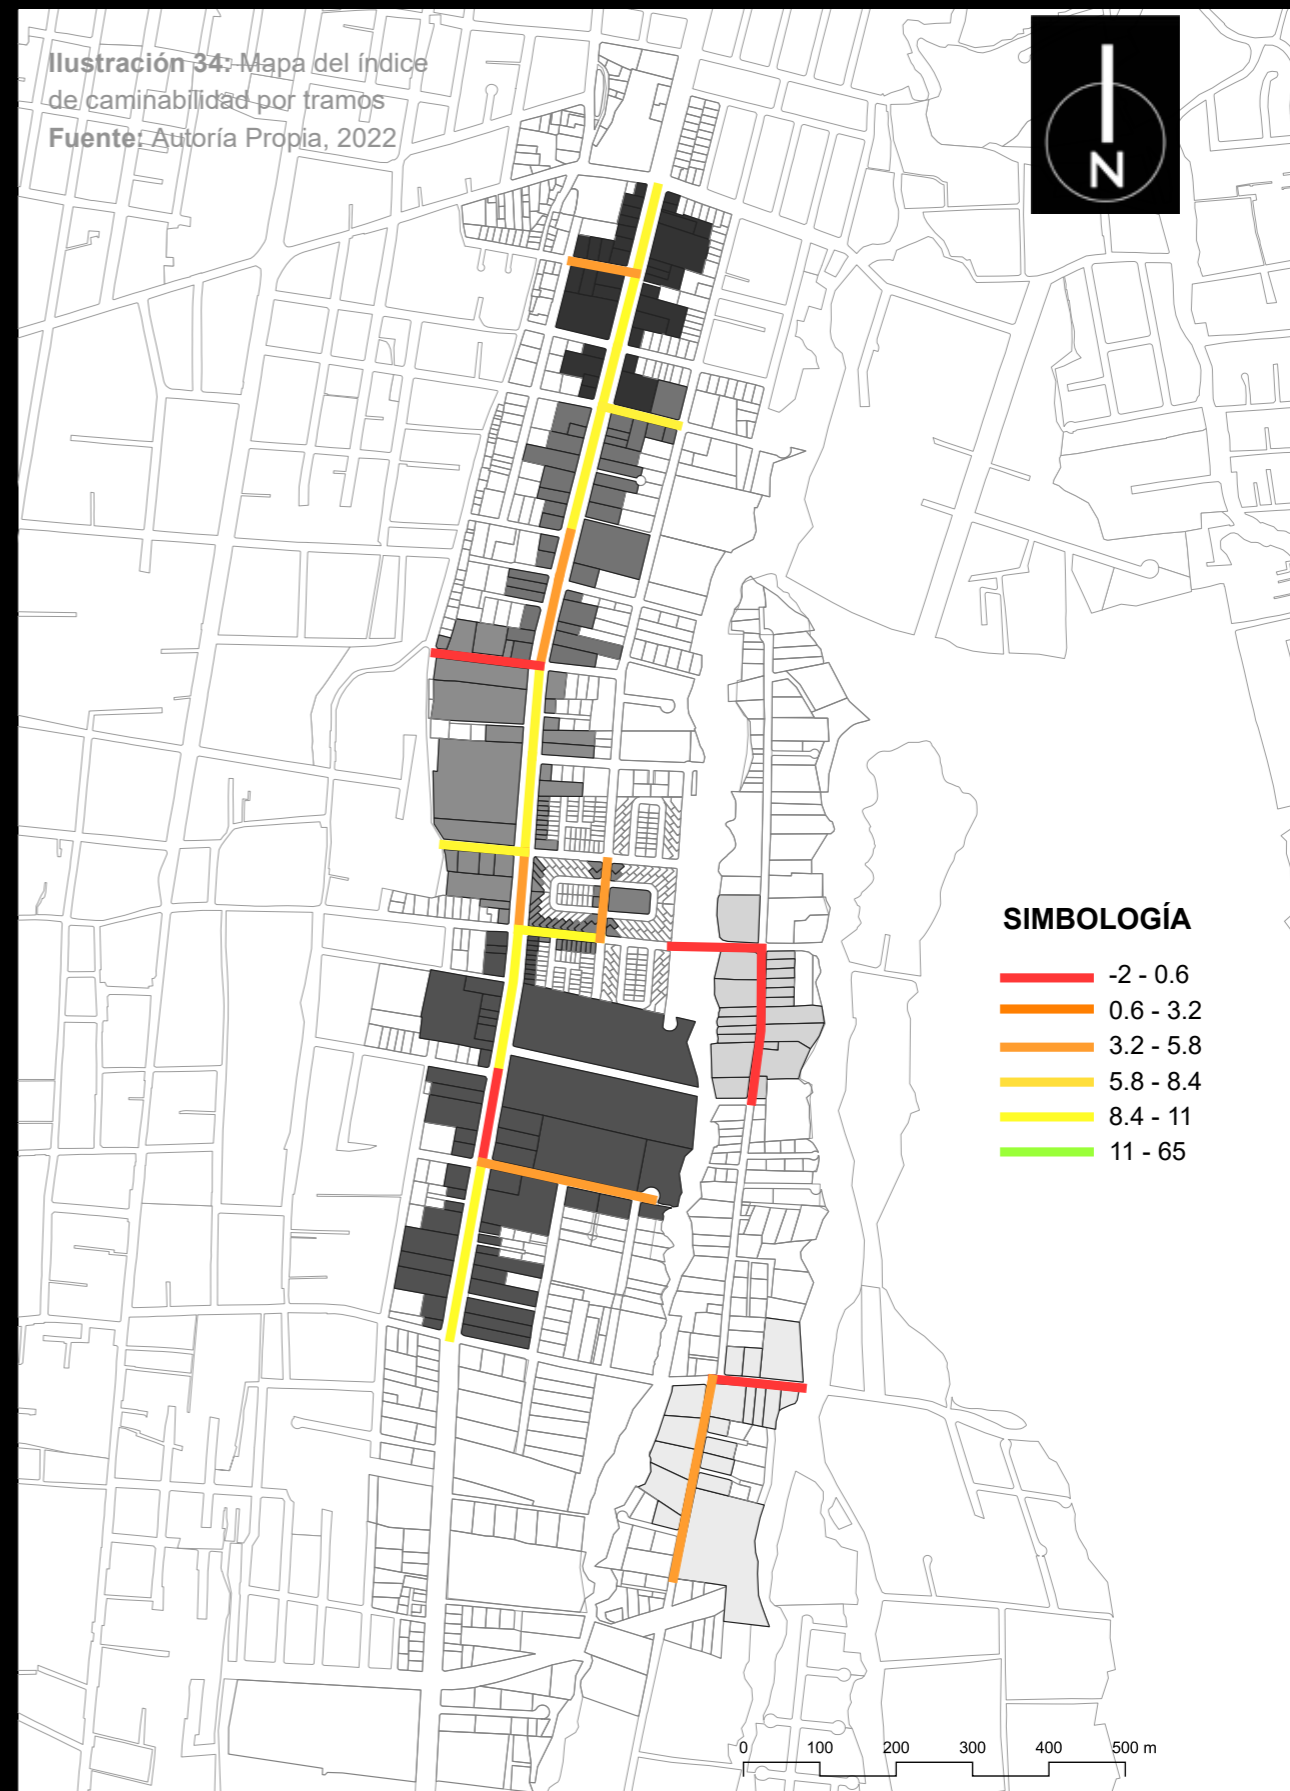 Ilustración 34: Mapa del índice
de caminabilidad por tramos
Fuente: Autoría Propia, 2022
N
SIMBOLOGÍA
-2 - 0.6
0.6 - 3.2
3.2 - 5.8
5.8 - 8.4
8.4 - 11
11 - 65
0 100 200 300 400 500 m